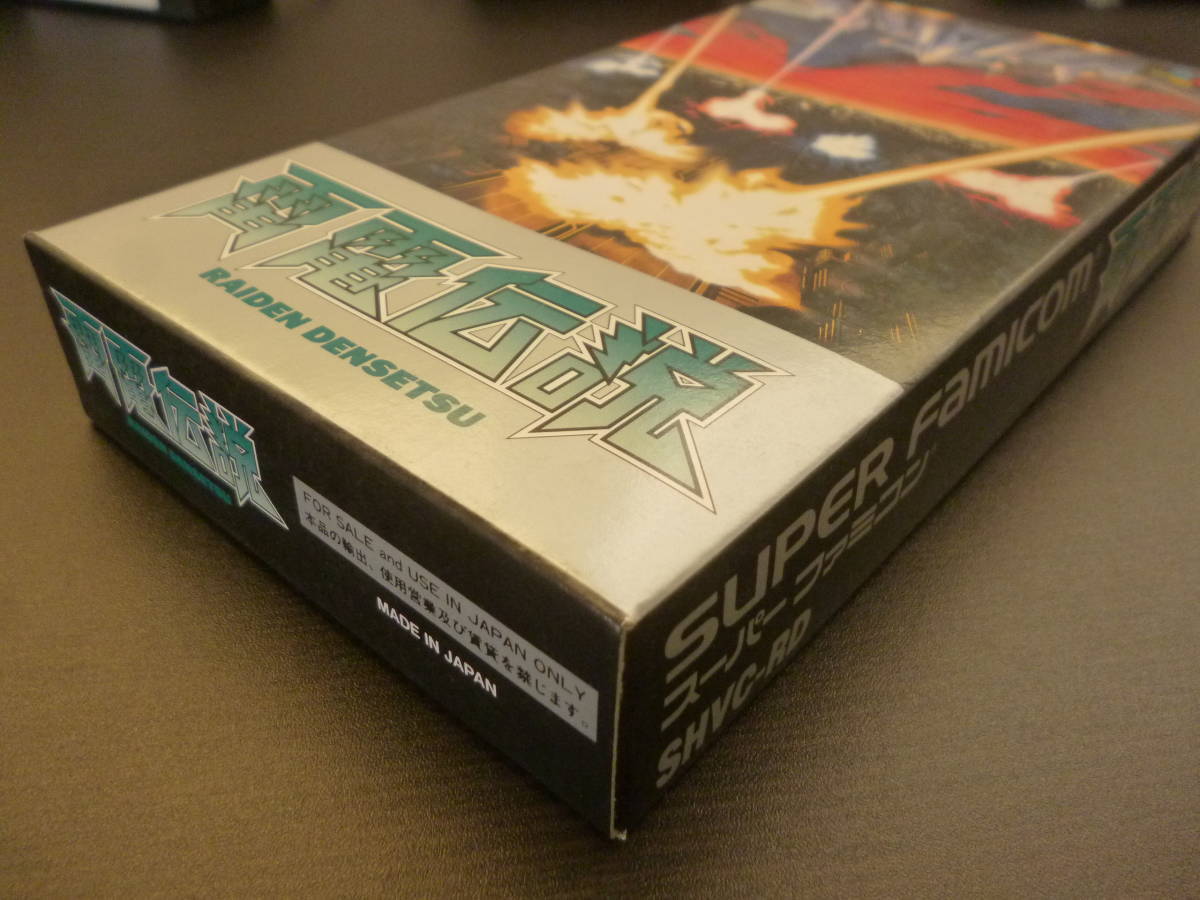 雷電伝説
RAIDEN DENSETSU
雷電伝説
RAIDEN DENSETSU
FOR SALE and USE IN JAPAN ONLY
本品の輸出、使用営業及び賃貸を禁じます。
MADE IN JAPAN
SUPER FAMICOM
スーパーファミコン
SHVC-RD